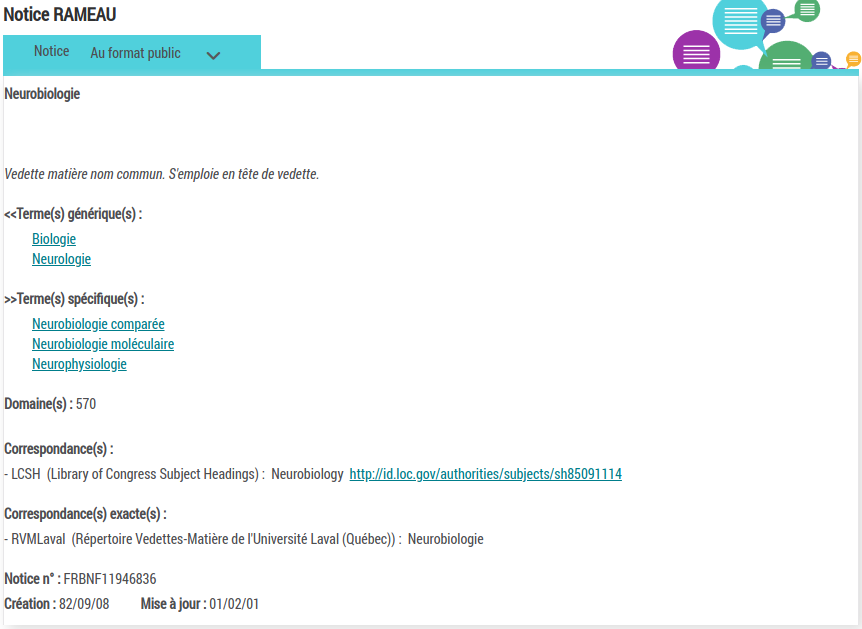 Notice RAMEAU
Notice Au format public
Neurobiologie
Vedette matière nom commun. S'emploie en tête de vedette.
<<Terme(s) générique(s) :
Biologie
Neurologie
>>Terme(s) spécifique(s) :
Neurobiologie comparée
Neurobiologie moléculaire
Neurophysiologie
Domaine(s) : 570
Correspondance(s) :
- LCSH (Library of Congress Subject Headings) : Neurobiology http://id.loc.gov/authorities/subjects/sh85091114
Correspondance(s) exacte(s) :
- RVMLaval (Répertoire Vedettes-Matière de l'Université Laval (Québec)) : Neurobiologie
Notice n° : FRBNF11946836
Création : 82/09/08 Mise à jour : 01/02/01